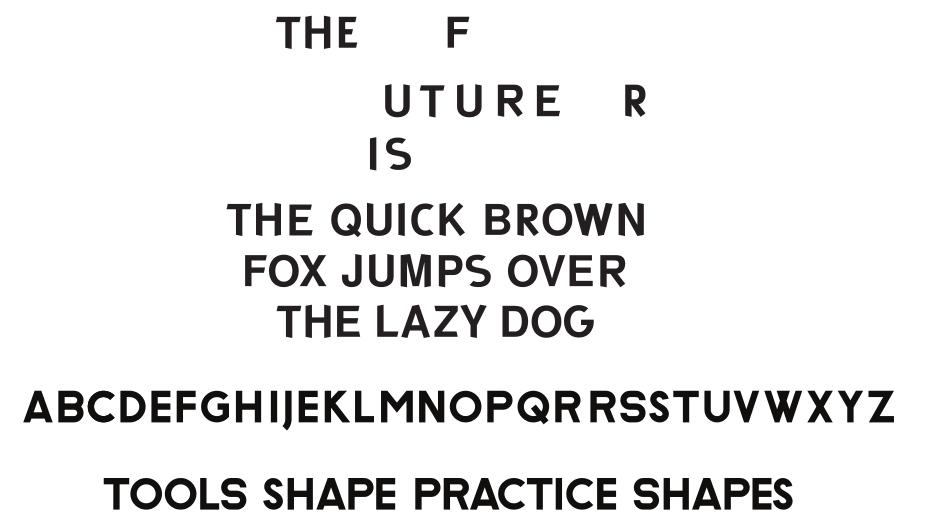 THE F
UTURE R
IS
THE QUICK BROWN
FOX JUMPS OVER
THE LAZY DOG
ABCDEFGHIJEKLMNOPQRRSSTUVWXYZ
TOOLS SHAPE PRACTICE SHAPES